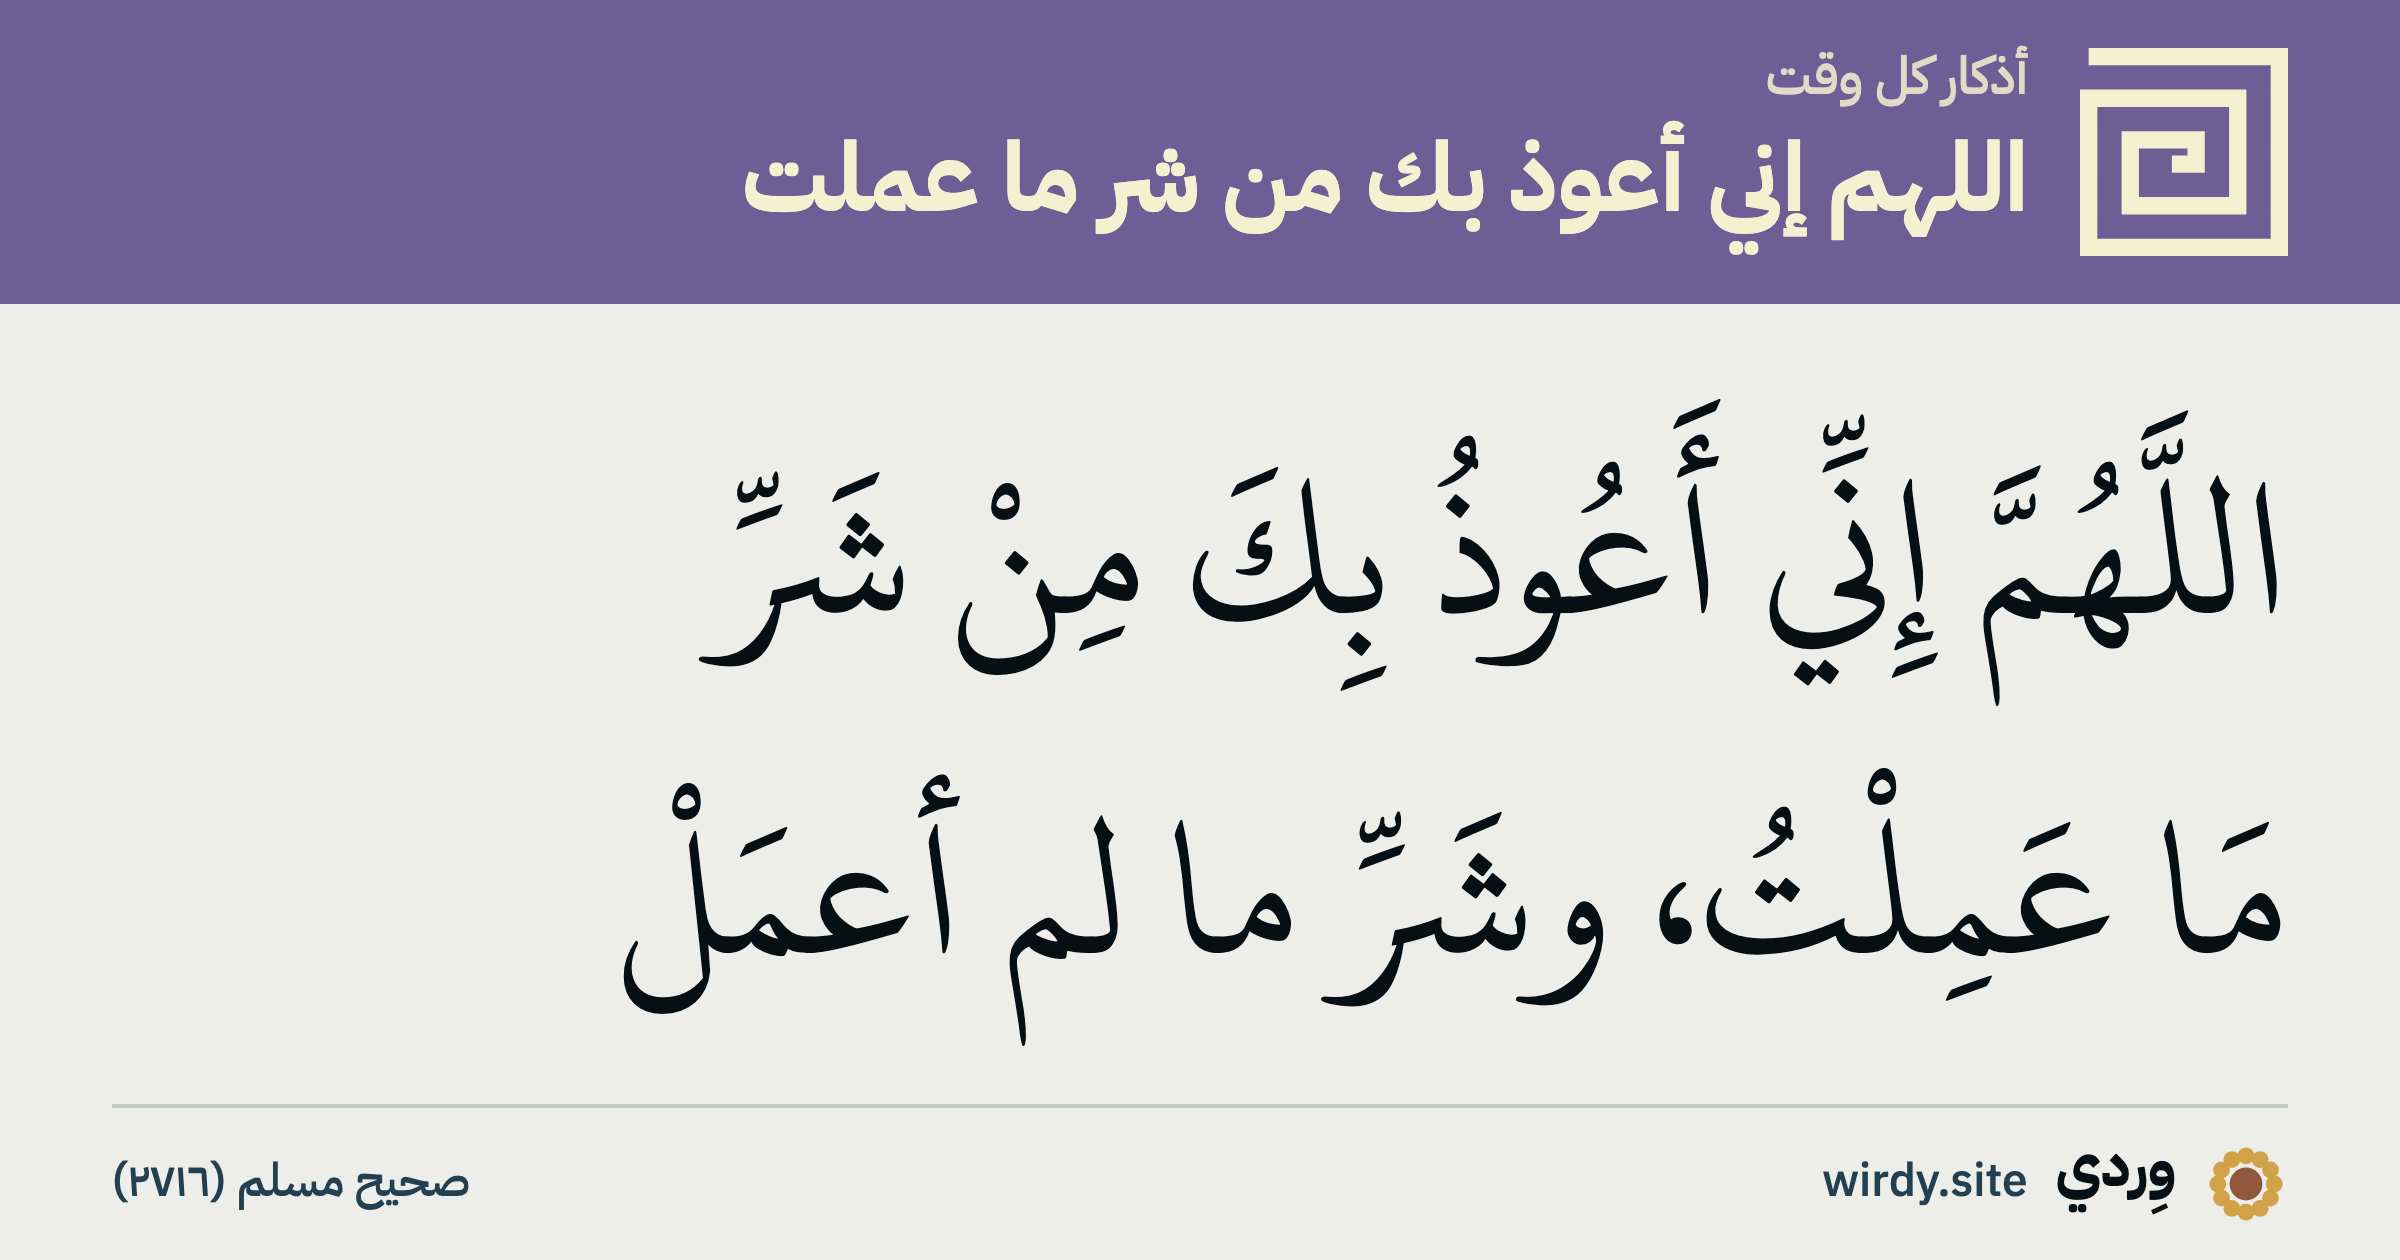 أذكار كل وقت
اللهم إني أعوذ بك من شر ما عملت
اللَّهُمَّ إِنِّي أَعُوذُ بِكَ مِنْ شَرِّ
مَا عَمِلْتُ، وشَرِّ ما لم أعمَلْ
وِردي wirdy.site
صحيح مسلم (٢٧١٦)